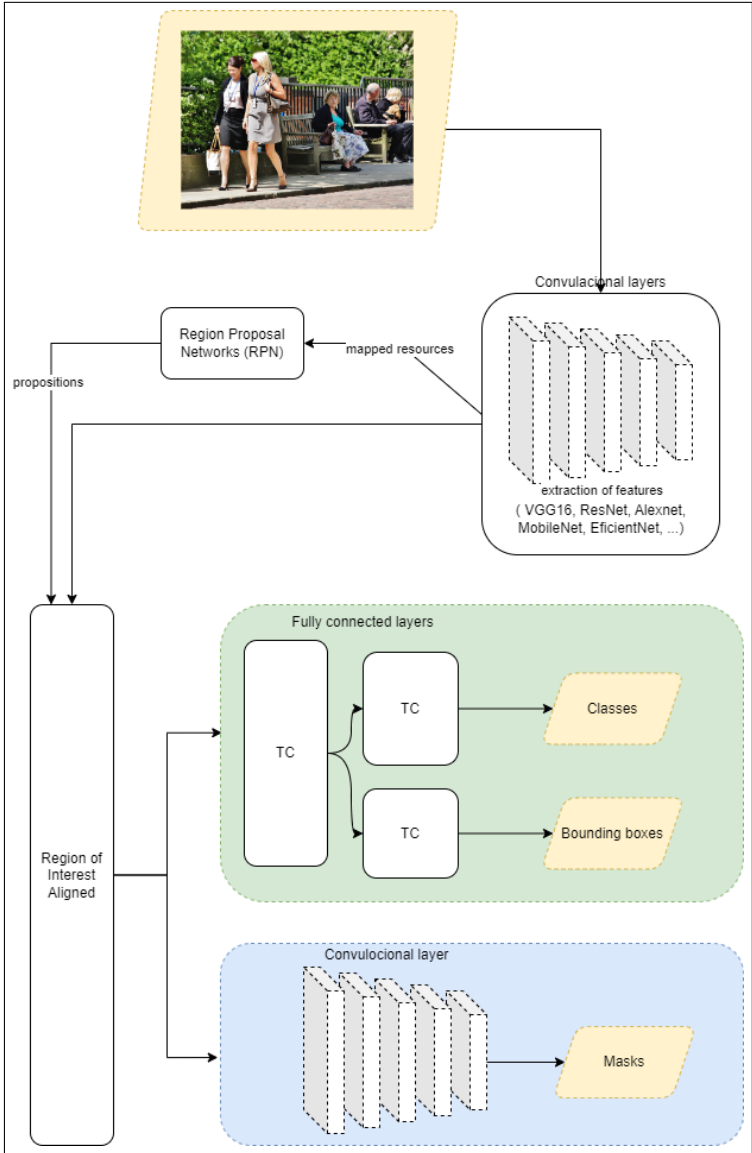 Convulacional layers
Region Proposal
Networks (RPN)
mapped resources
propositions
extraction of features
( VGG16, ResNet, Alexnet,
MobileNet, EficientNet, ...)
Fully connected layers
TC
TC
Classes
TC
Bounding boxes
Region of
Interest
Aligned
Convulocional layer
Masks